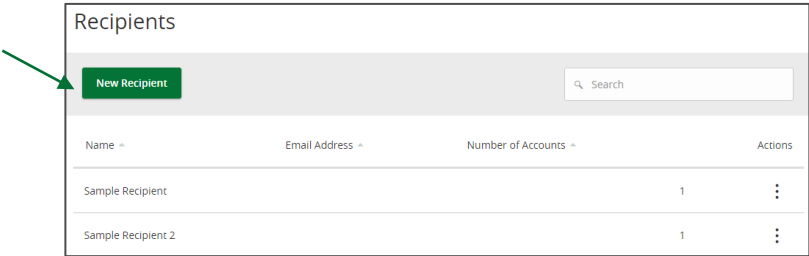 Recipients
New Recipient
Search
Name Email Address Number of Accounts Actions
Sample Recipient 1
Sample Recipient 2 1